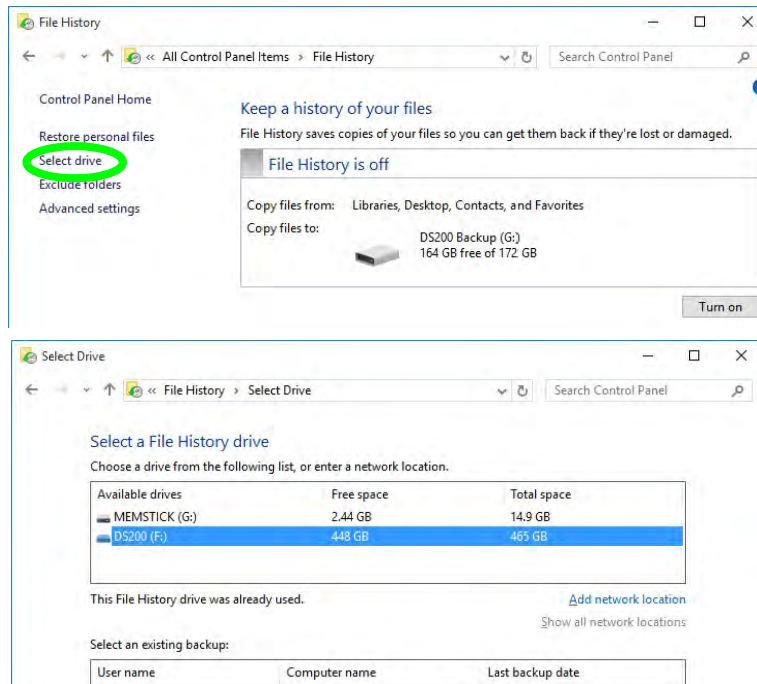 File History
« All Control Panel Items > File History
Search Control Panel
Control Panel Home
Restore personal files
Select drive
Exclude folders
Advanced settings
Keep a history of your files
File History saves copies of your files so you can get them back if they're lost or damaged.
File History is off
Copy files from: Libraries, Desktop, Contacts, and Favorites
Copy files to:
DS200 Backup (G:)
164 GB free of 172 GB
Turn on
Select Drive
« File History > Select Drive
Search Control Panel
Select a File History drive
Choose a drive from the following list, or enter a network location.
Available drives Free space Total space
MEMSTICK (G:) 2.44 GB 14.9 GB
DS200 (F:) 448 GB 465 GB
This File History drive was already used.
Add network location
Show all network locations
Select an existing backup:
User name Computer name Last backup date